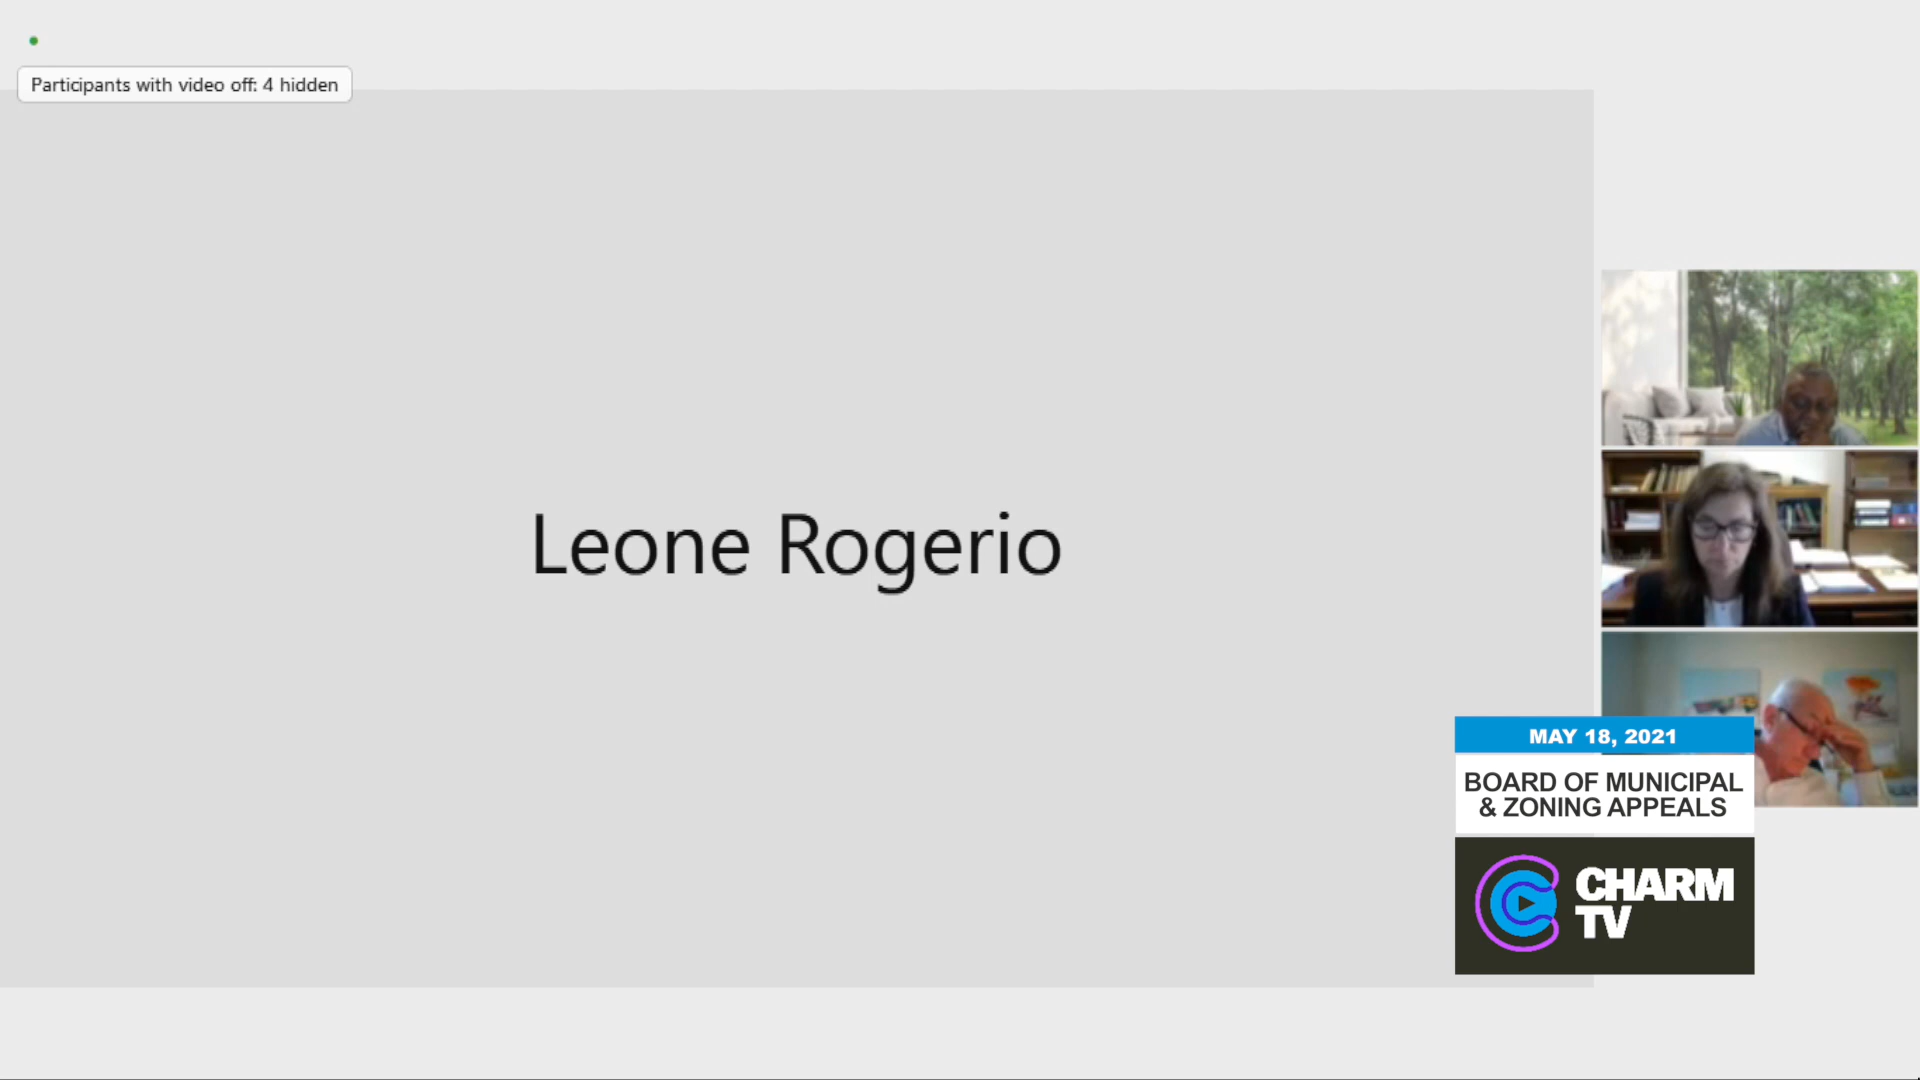 Participants with video off: 4 hidden
Leone Rogerio
MAY 18, 2021
BOARD OF MUNICIPAL
& ZONING APPEALS
CHARM
TV